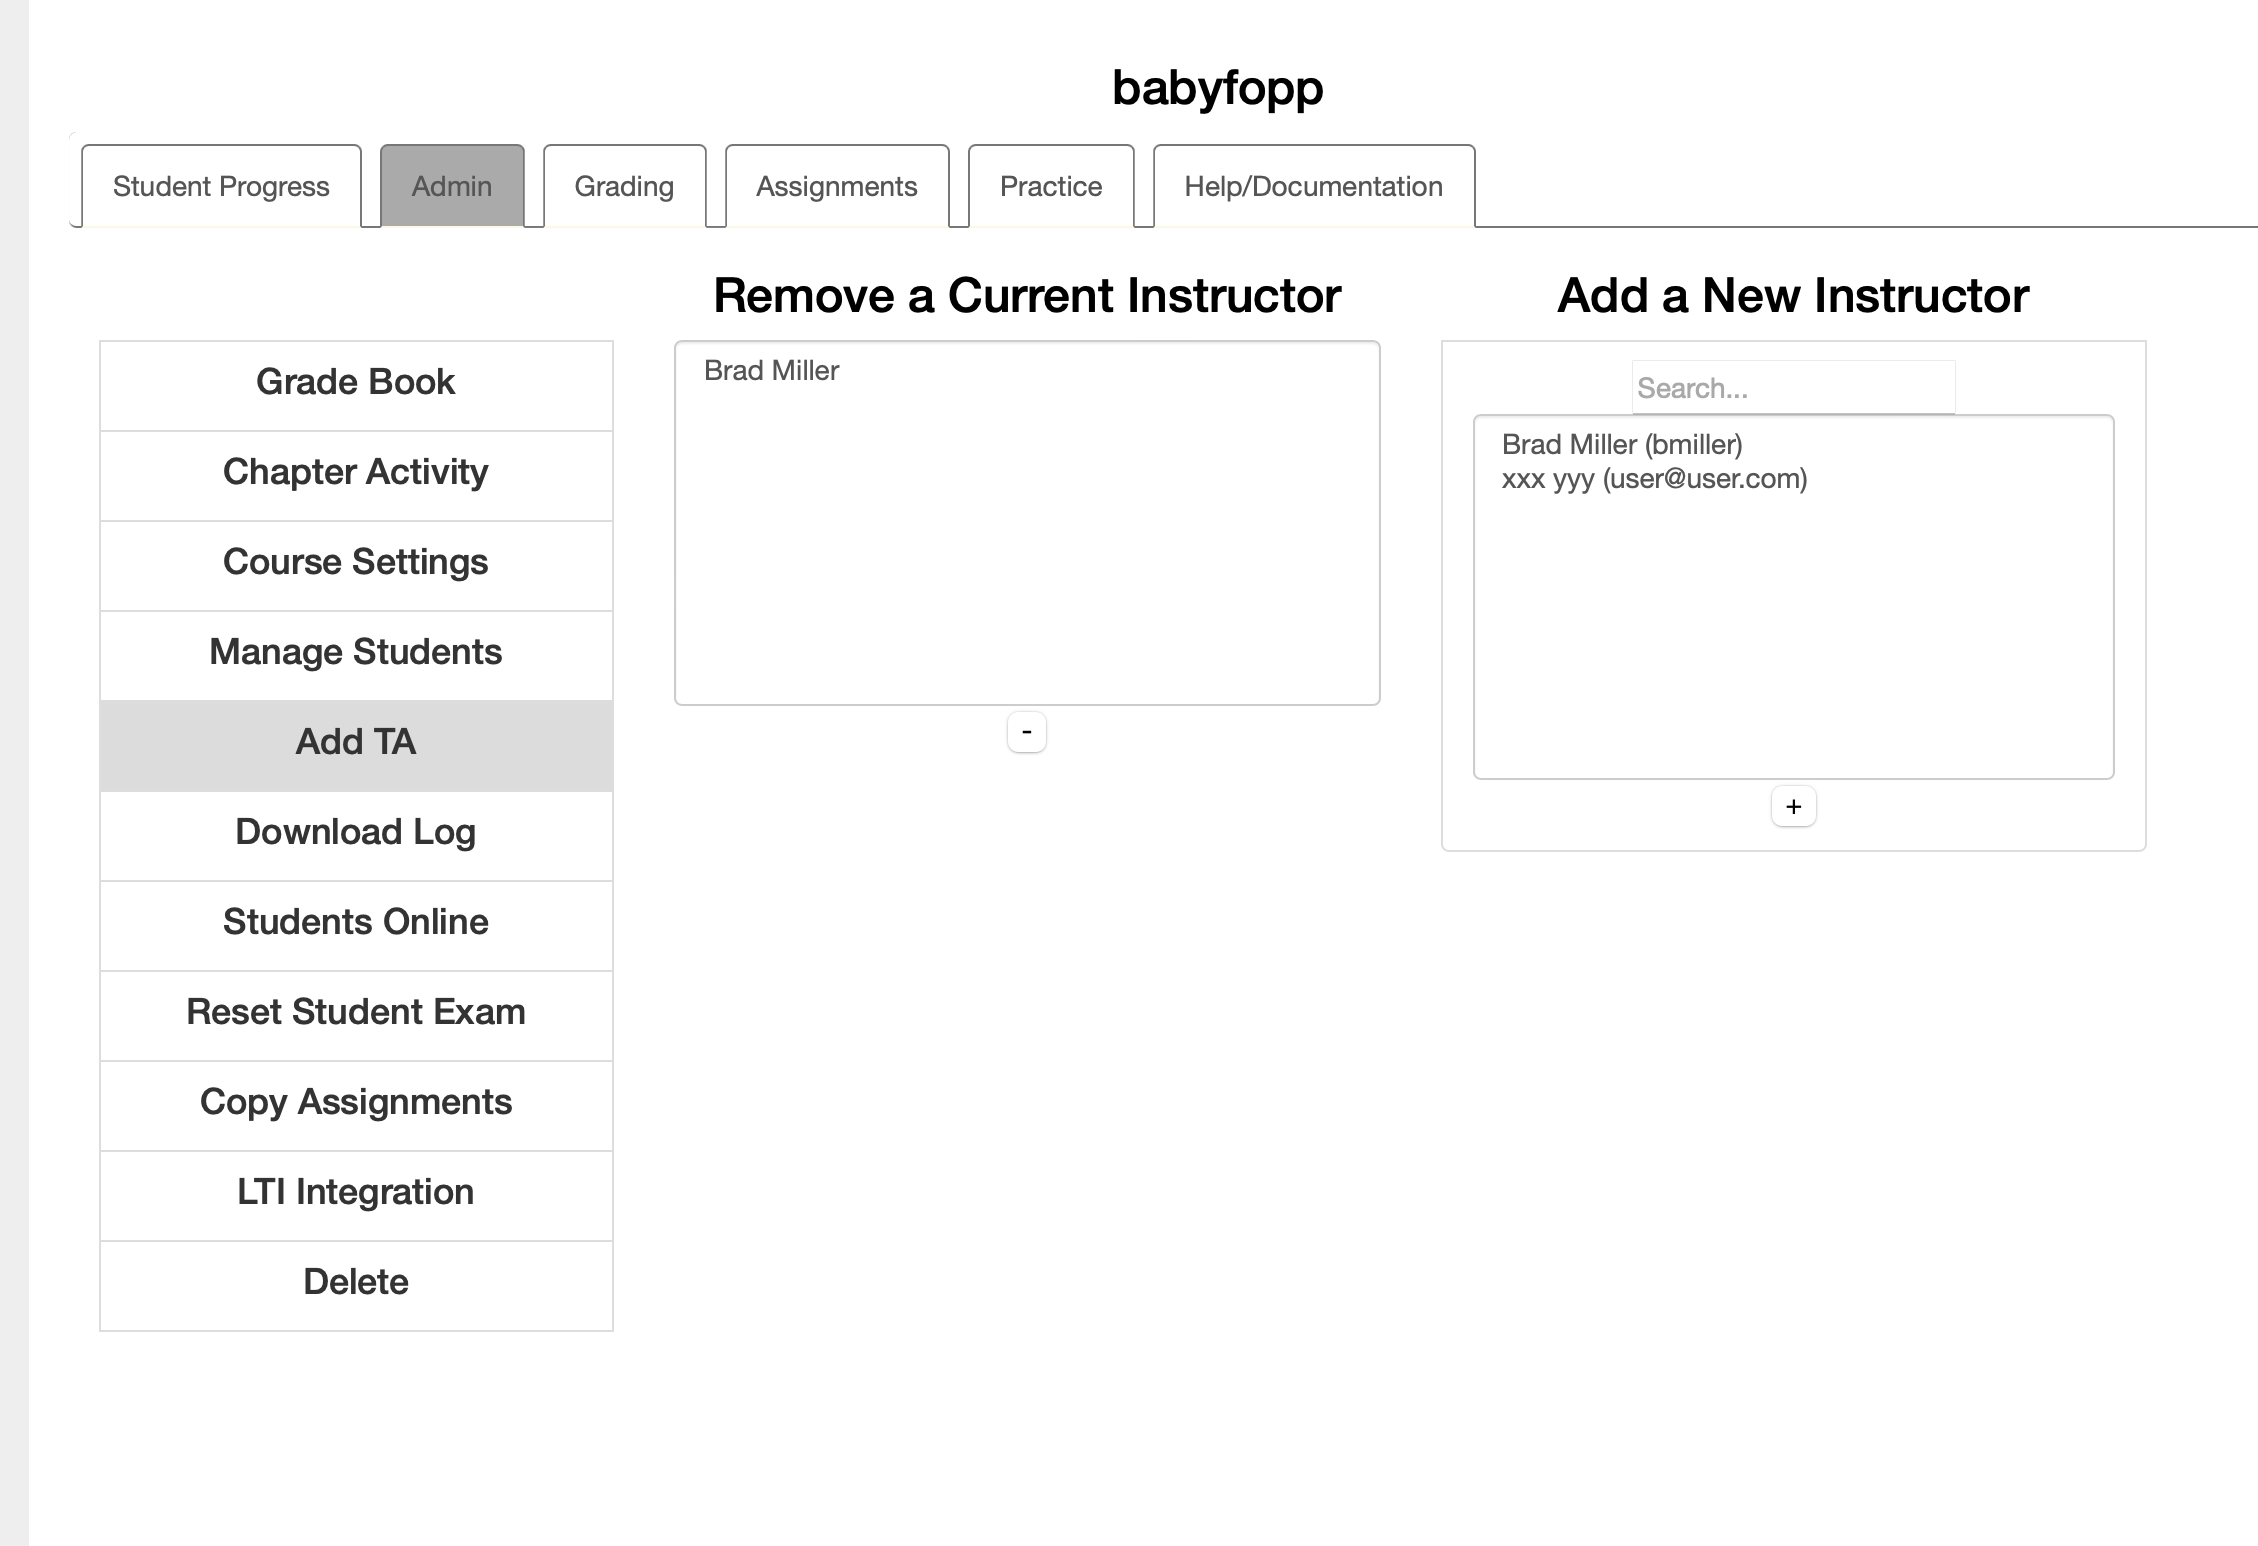 babyfopp
Student Progress
Admin
Grading
Assignments
Practice
Help/Documentation
Grade Book
Chapter Activity
Course Settings
Manage Students
Add TA
Download Log
Students Online
Reset Student Exam
Copy Assignments
LTI Integration
Delete
Remove a Current Instructor
Brad Miller
-
Add a New Instructor
Search...
Brad Miller (bmiller)
xxx yyy (user@user.com)
+